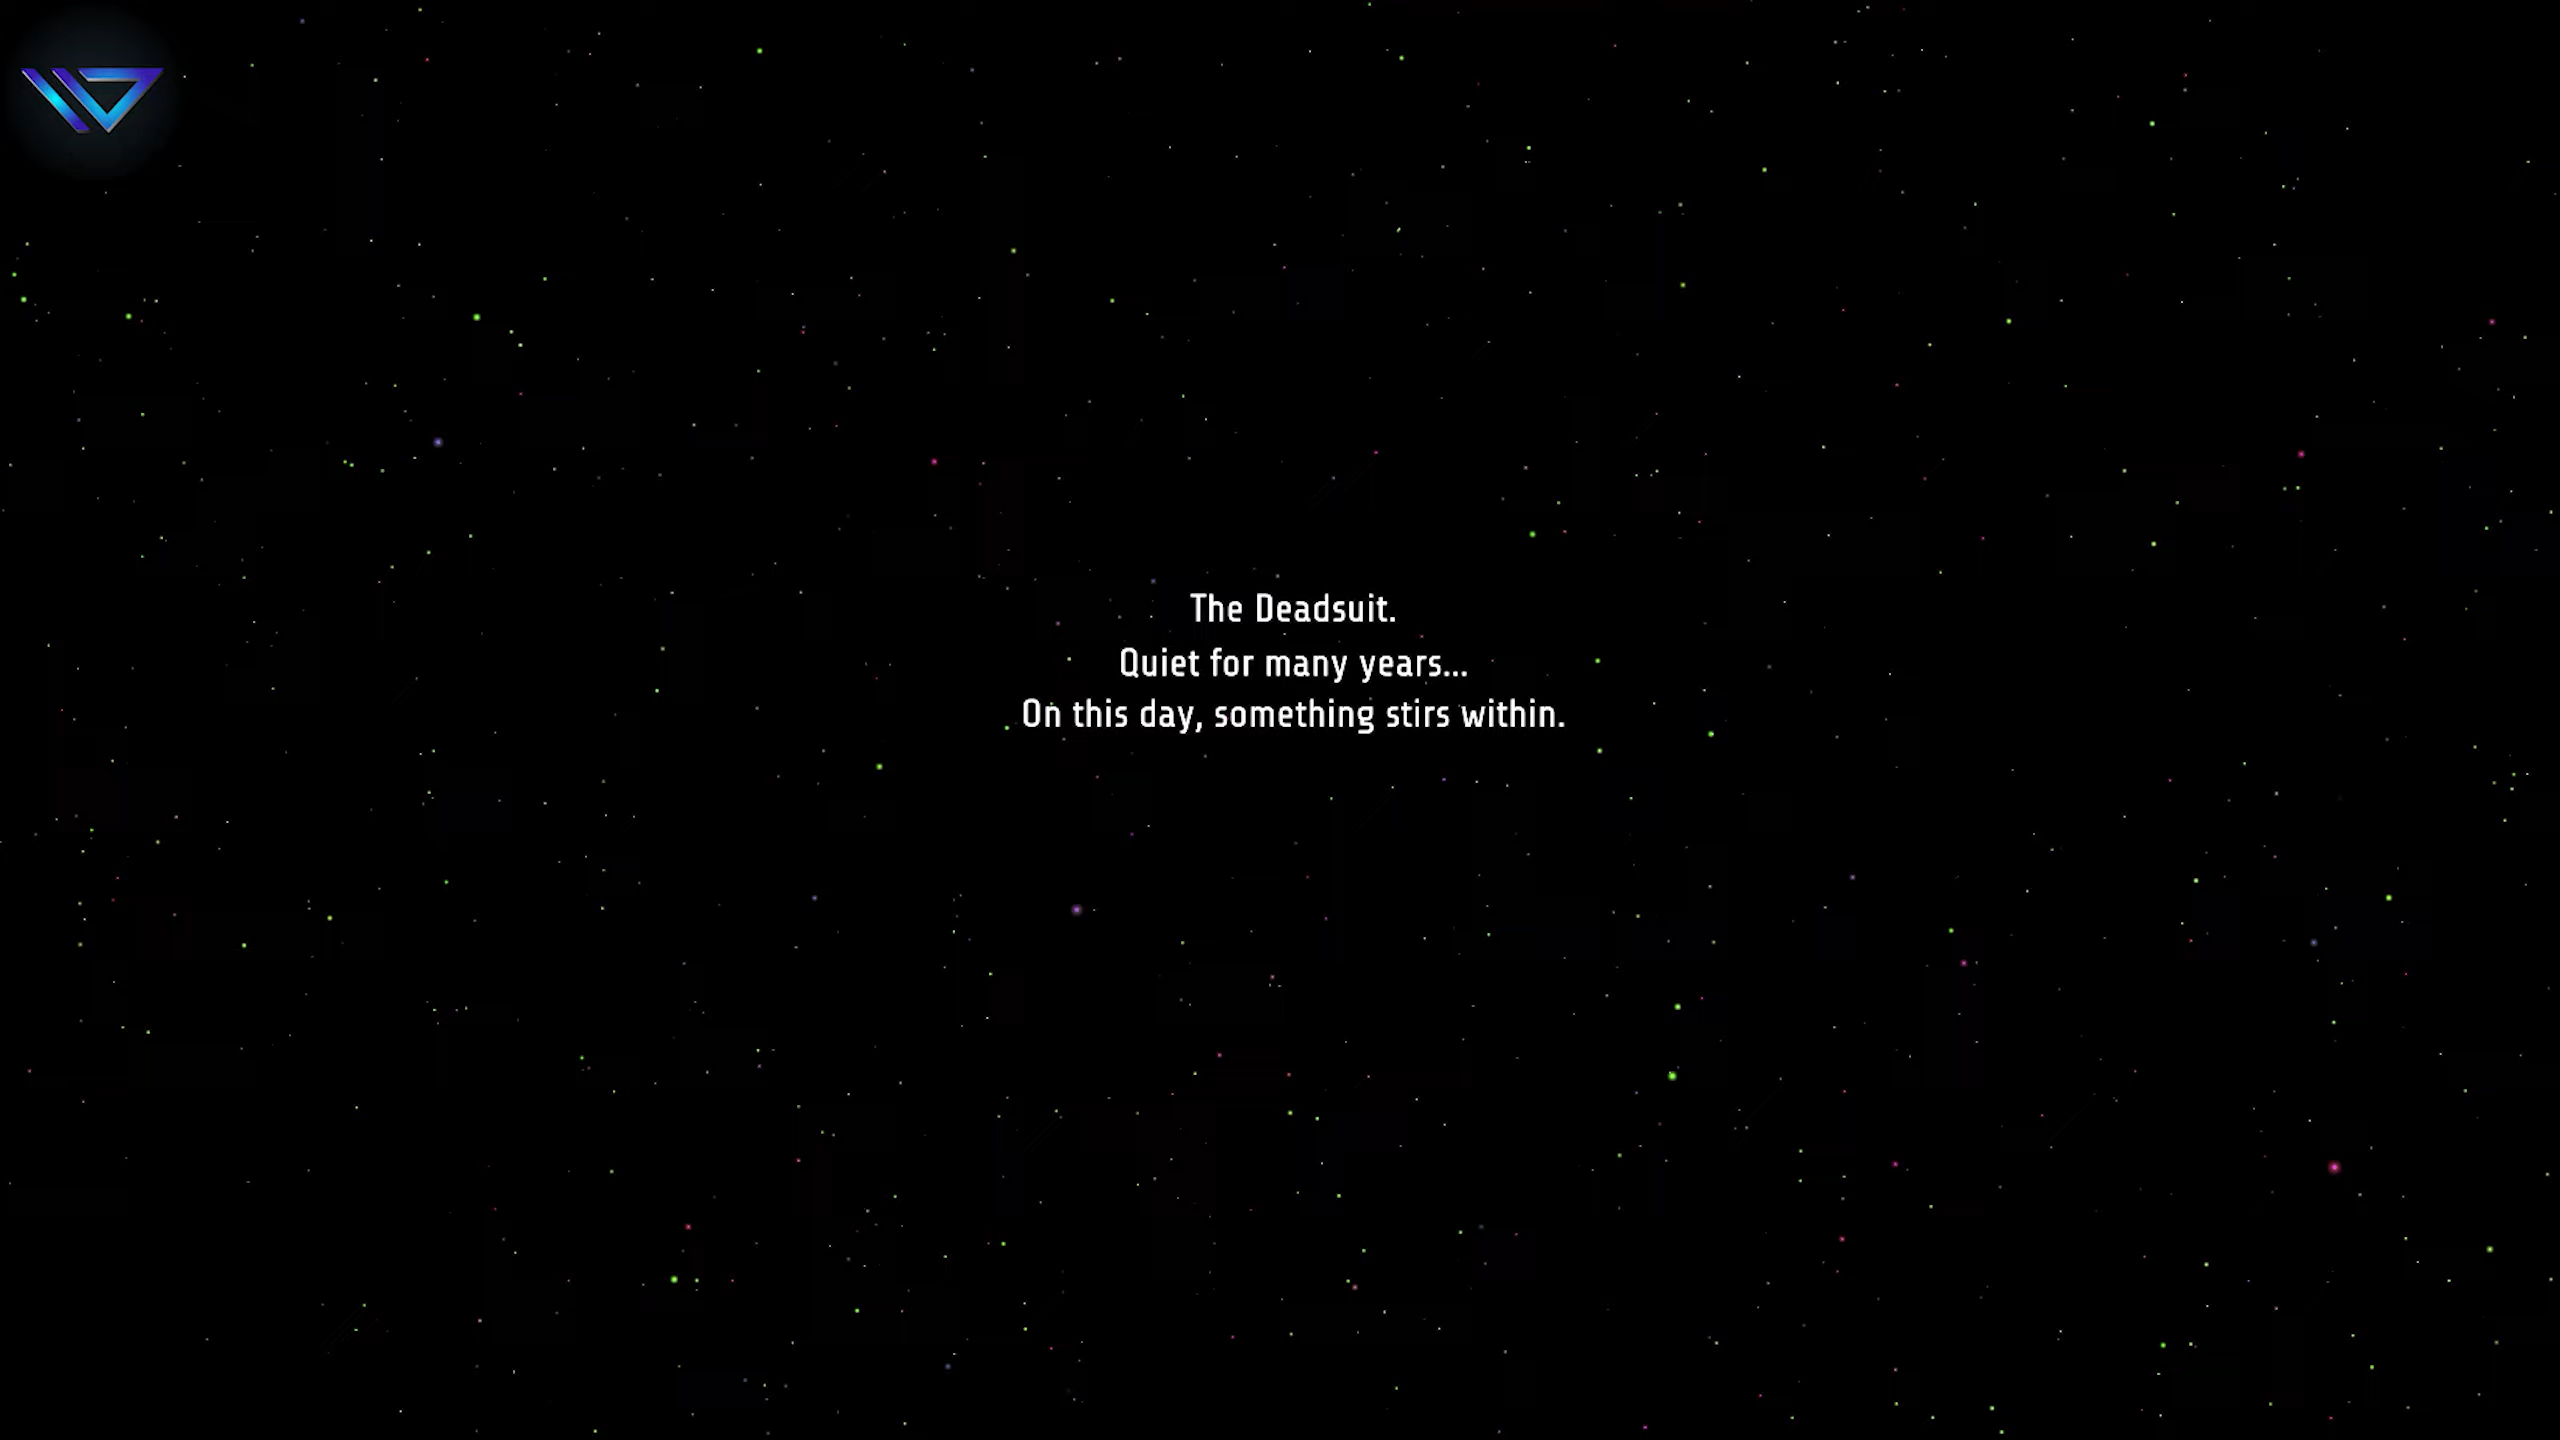 The Deadsuit.
Quiet for many years...
On this day, something stirs within.